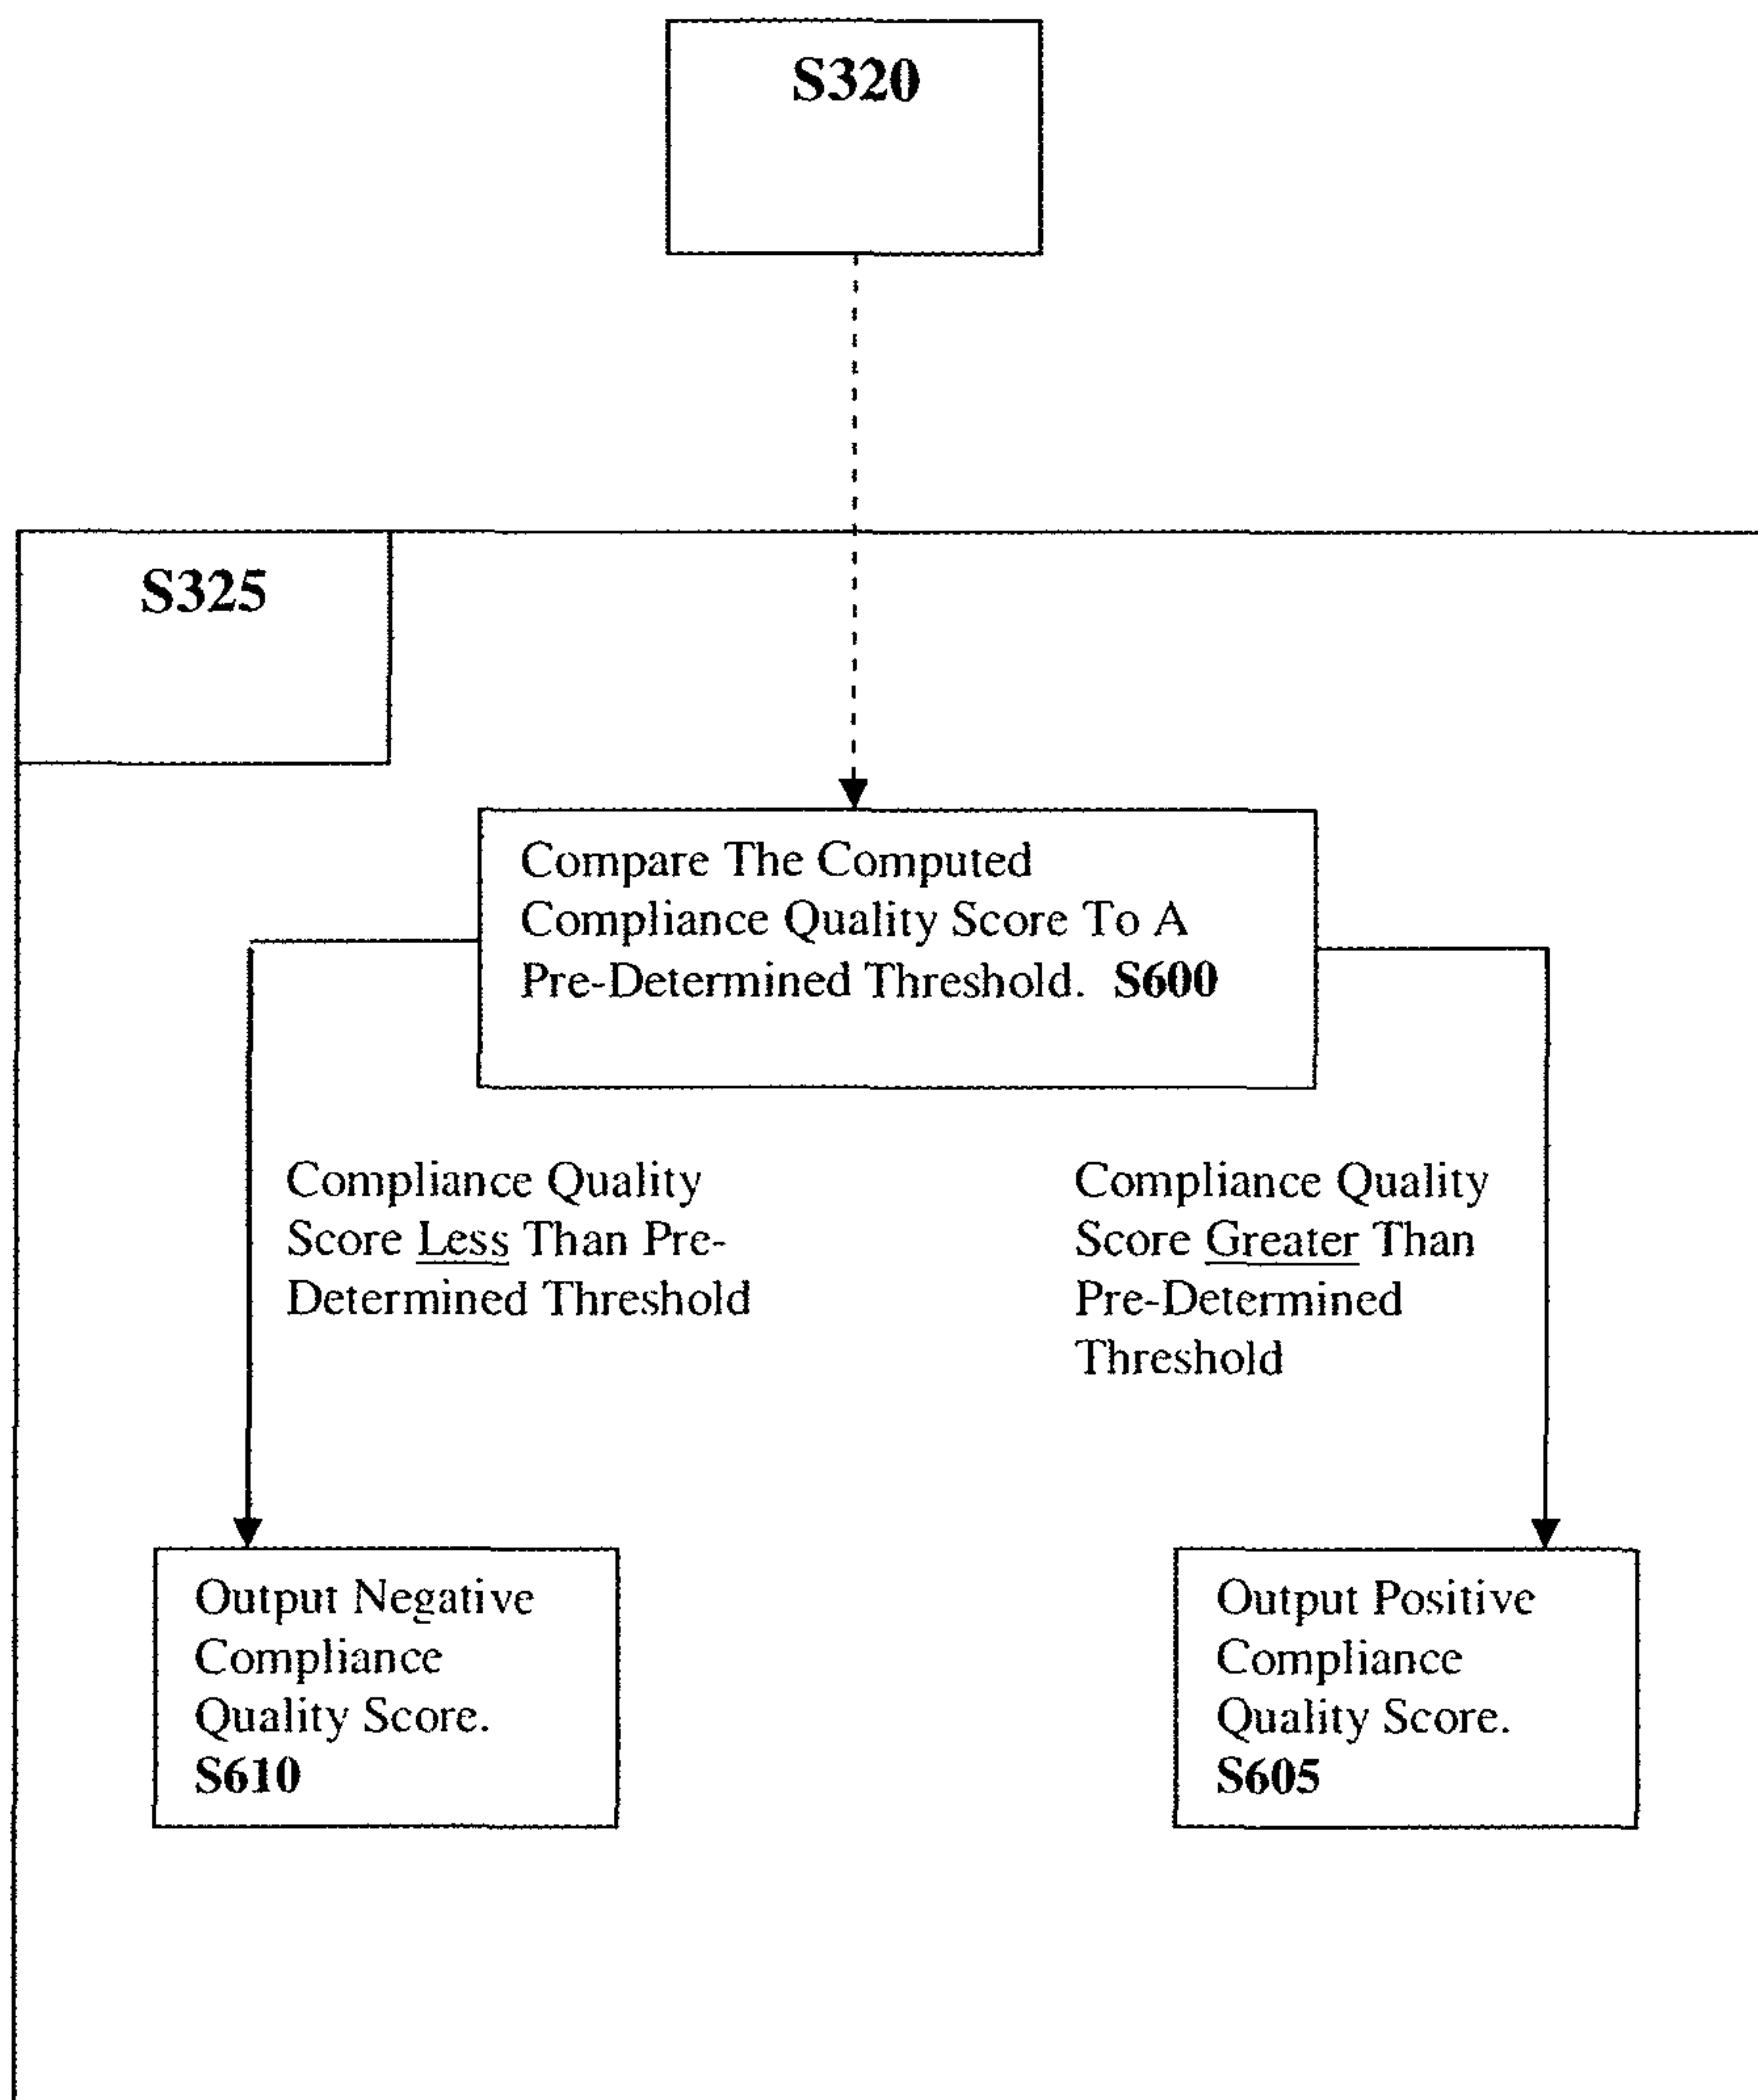 S320
S325
Compare The Computed
Compliance Quality Score To A
Pre-Determined Threshold. S600
Compliance Quality
Score Less Than Pre-
Determined Threshold
Compliance Quality
Score Greater Than
Pre-Determined
Threshold
Output Negative
Compliance
Quality Score.
S610
Output Positive
Compliance
Quality Score.
S605